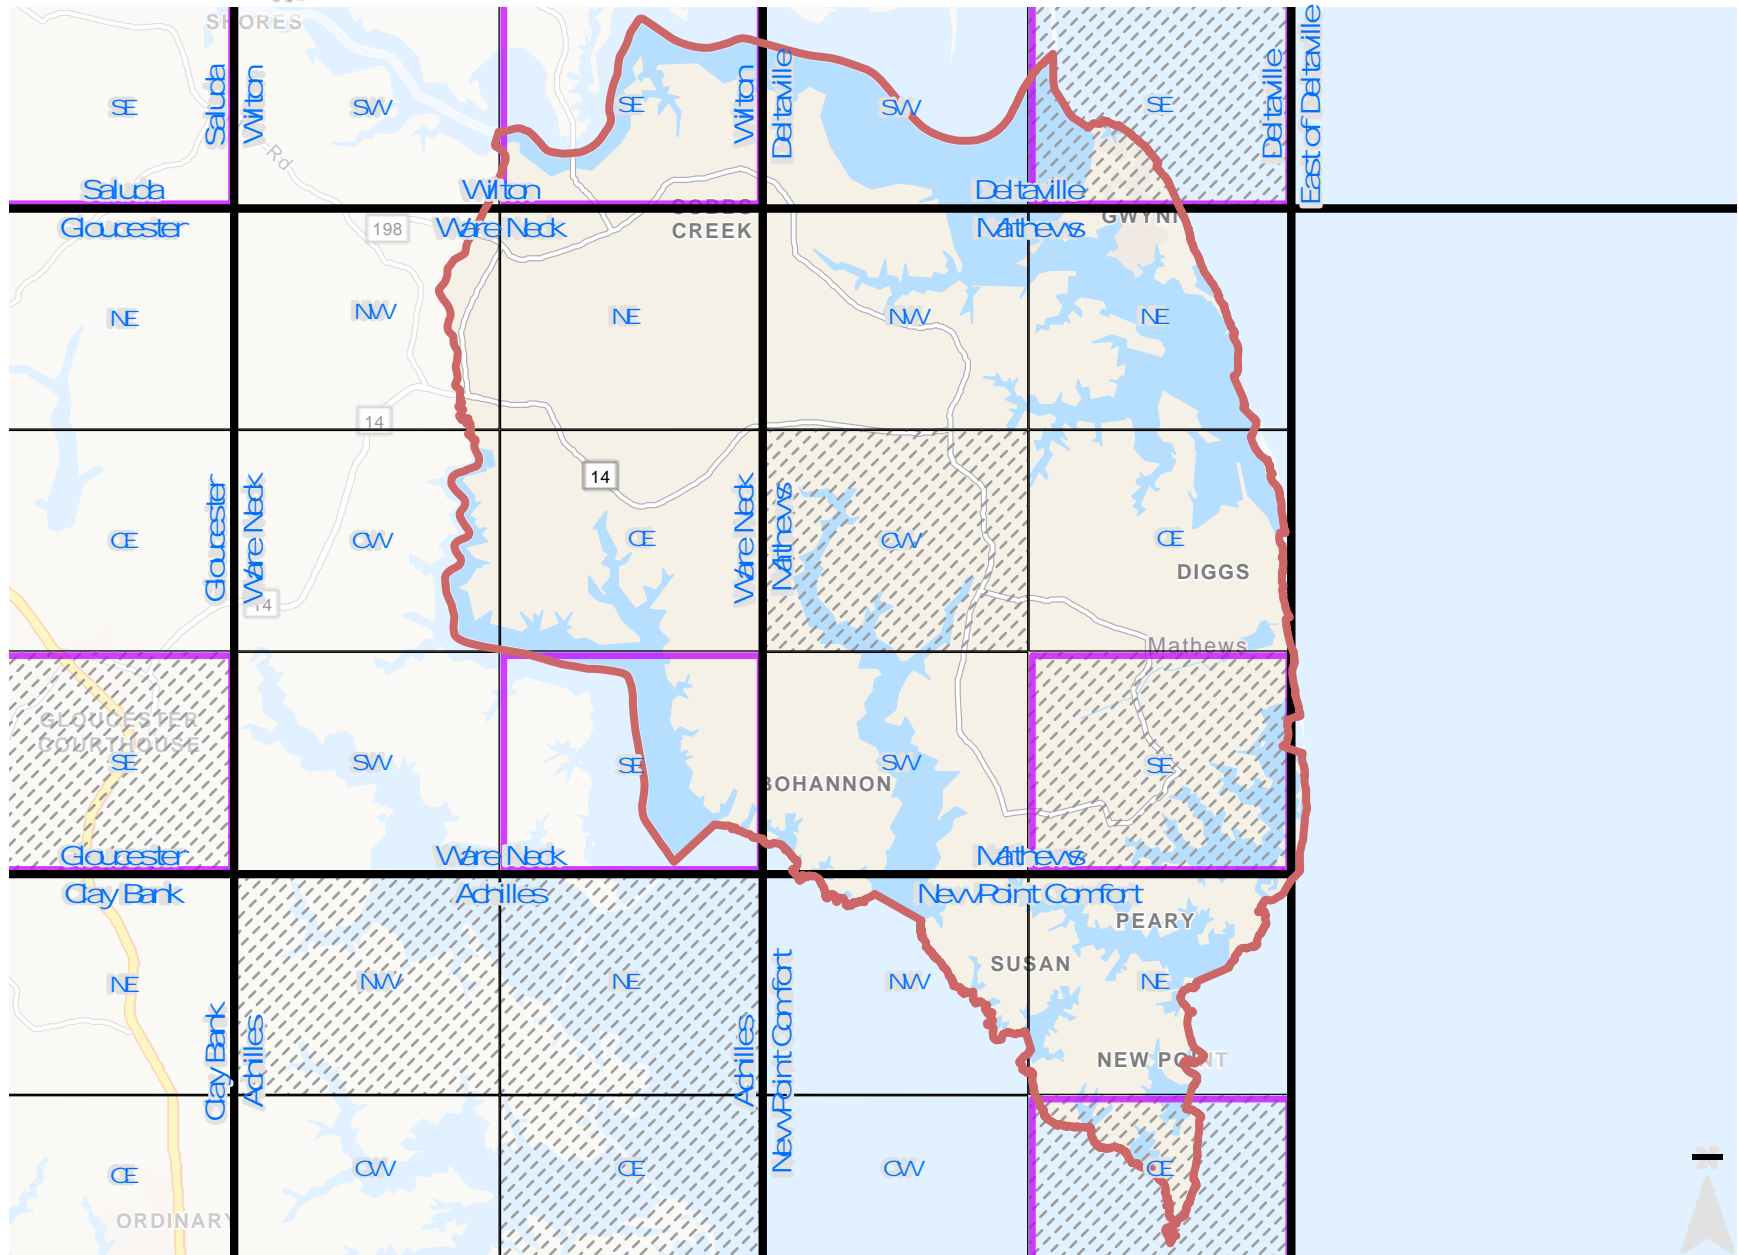 SHORES
SE
Saluda
Wilton
SW
SE
Wilton
Deltaville
SW
SE
Deltaville
East of Deltaville
Rd
Saluda
Wilton
Deltaville
Gloucester
198
Ware Neck
COBBS
CREEK
Mathews
GWYN
NE
NW
NE
NW
NE
14
14
CE
Gloucester
Ware Neck
CW
CE
Ware Neck
Mathews
CW
CE
DIGGS
14
Mathews
GLOUCESTER
COURTHOUSE
SE
SW
SE
BOHANNON
SW
SE
Gloucester
Ware Neck
Mathews
Clay Bank
Achilles
New Point Comfort
PEARY
SUSAN
NE
NW
NE
NW
NE
Clay Bank
Achilles
Achilles
New Point Comfort
NEW POINT
CE
CW
CE
CW
CE
ORDINARY